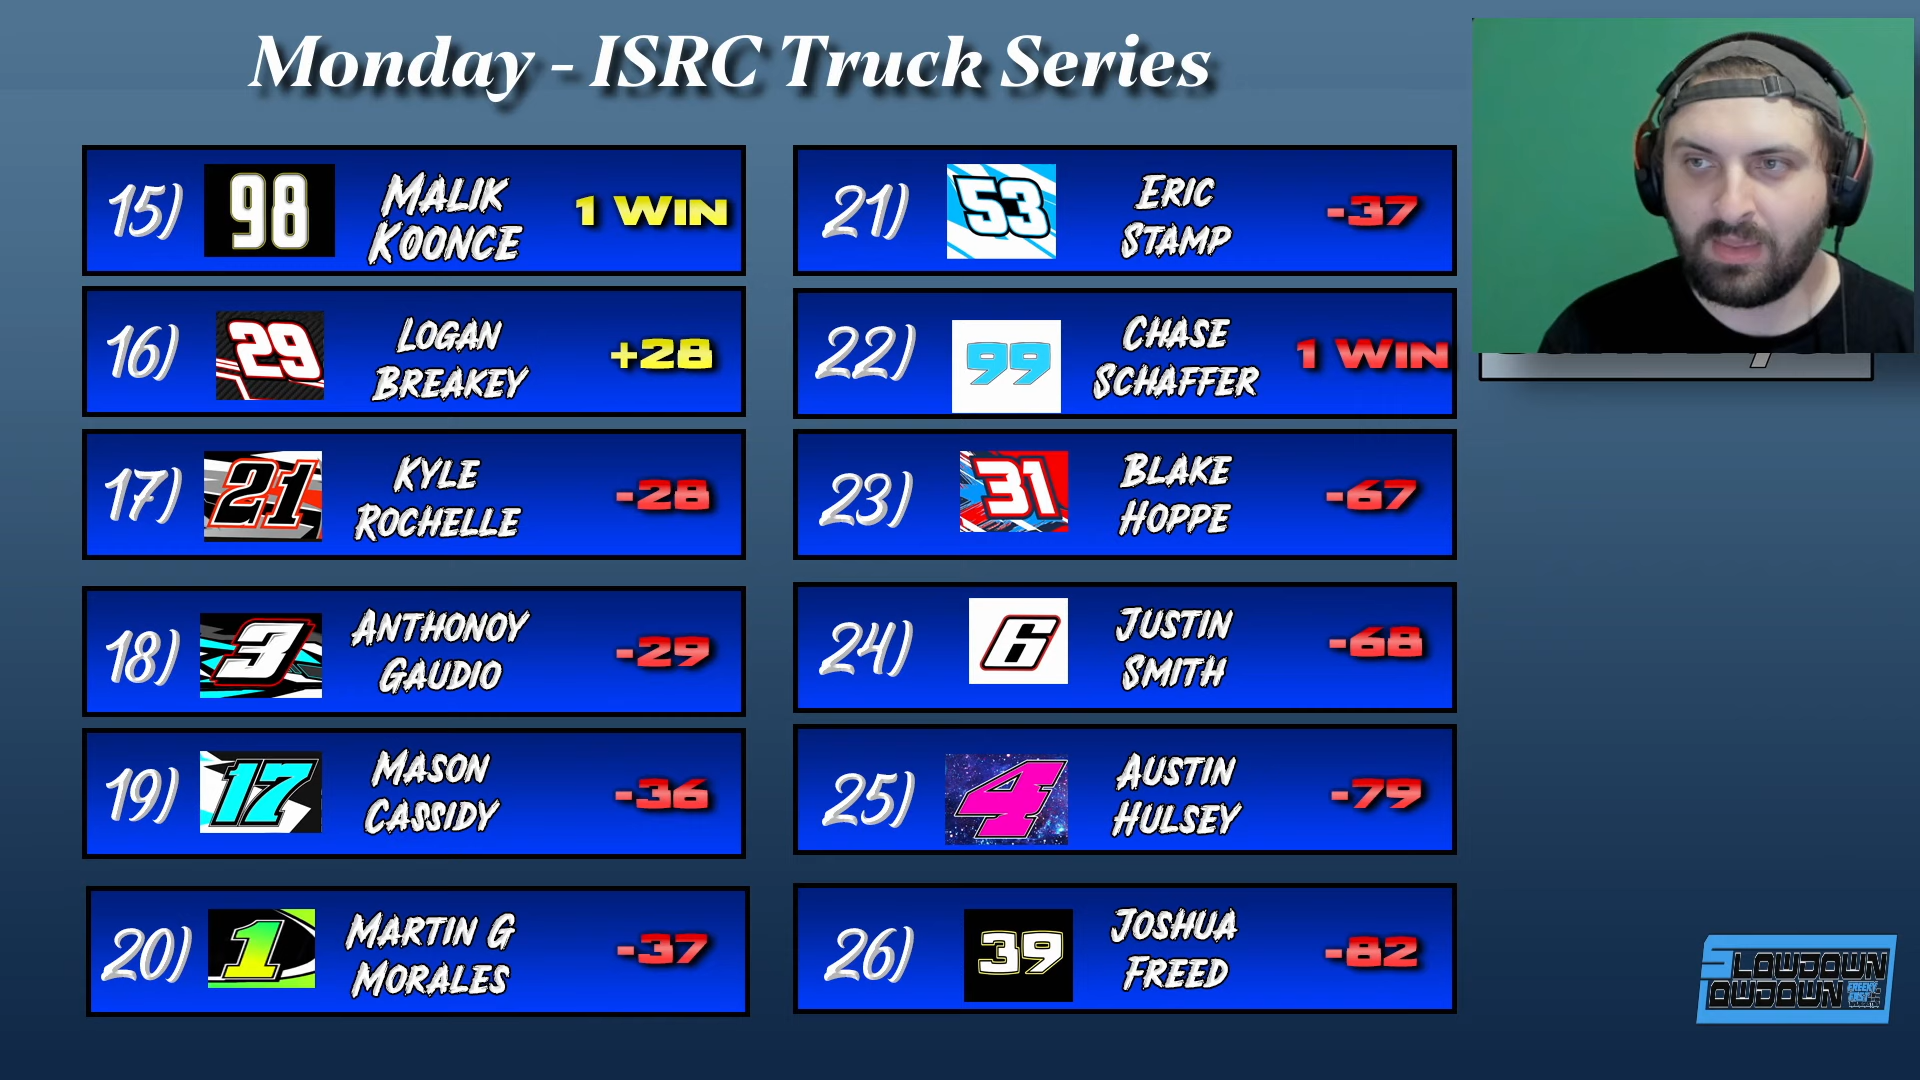 Monday - ISRC Truck Series
15) 98 Malik Koonce 1 Win
16) 29 Logan Breakey +28
17) 21 Kyle Rochelle -28
18) 3 Anthonoy Gaudio -29
19) 17 Mason Cassidy -36
20) 1 Martin G Morales -37
21) 53 Eric Stamp -37
22) 99 Chase Schaffer 1 Win
23) 31 Blake Hoppe -67
24) 6 Justin Smith -68
25) 4 Austin Hulsey -79
26) 39 Joshua Freed -82
SLOWDOWN
LOWDOWN